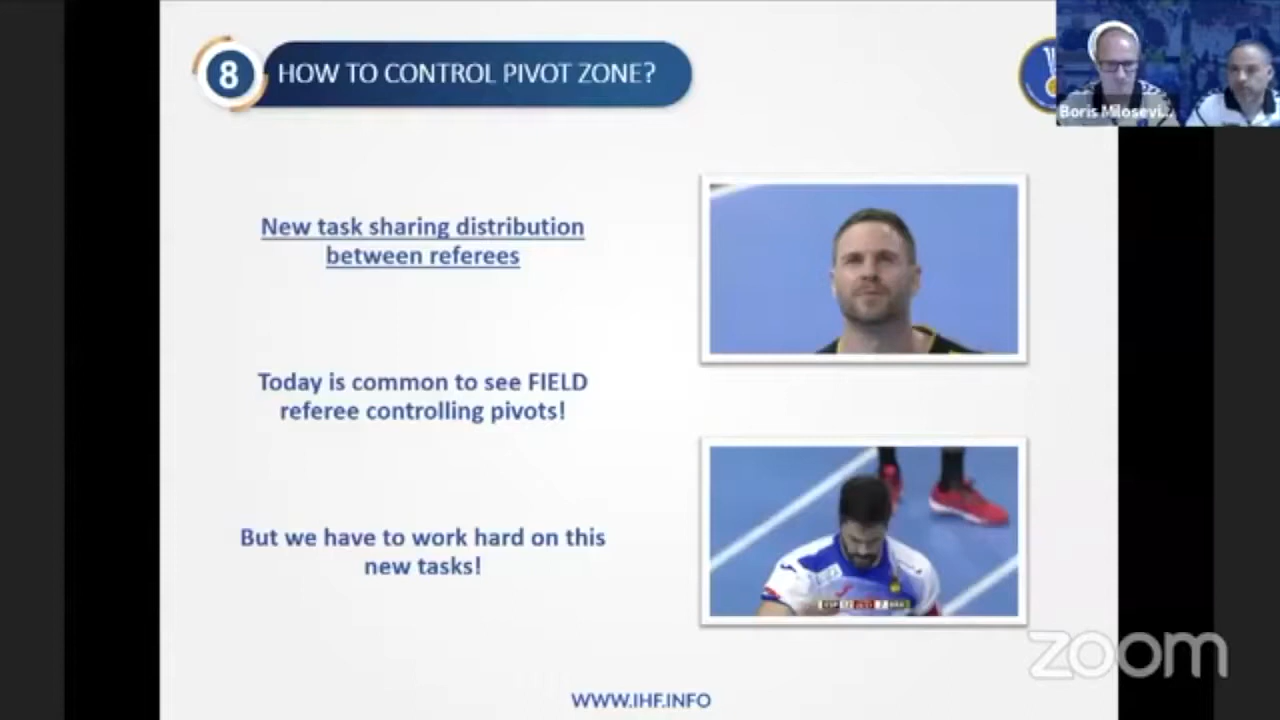 8
HOW TO CONTROL PIVOT ZONE?
Boris Milosevi...
New task sharing distribution
between referees
Today is common to see FIELD
referee controlling pivots!
But we have to work hard on this
new tasks!
zoom
WWW.IHF.INFO